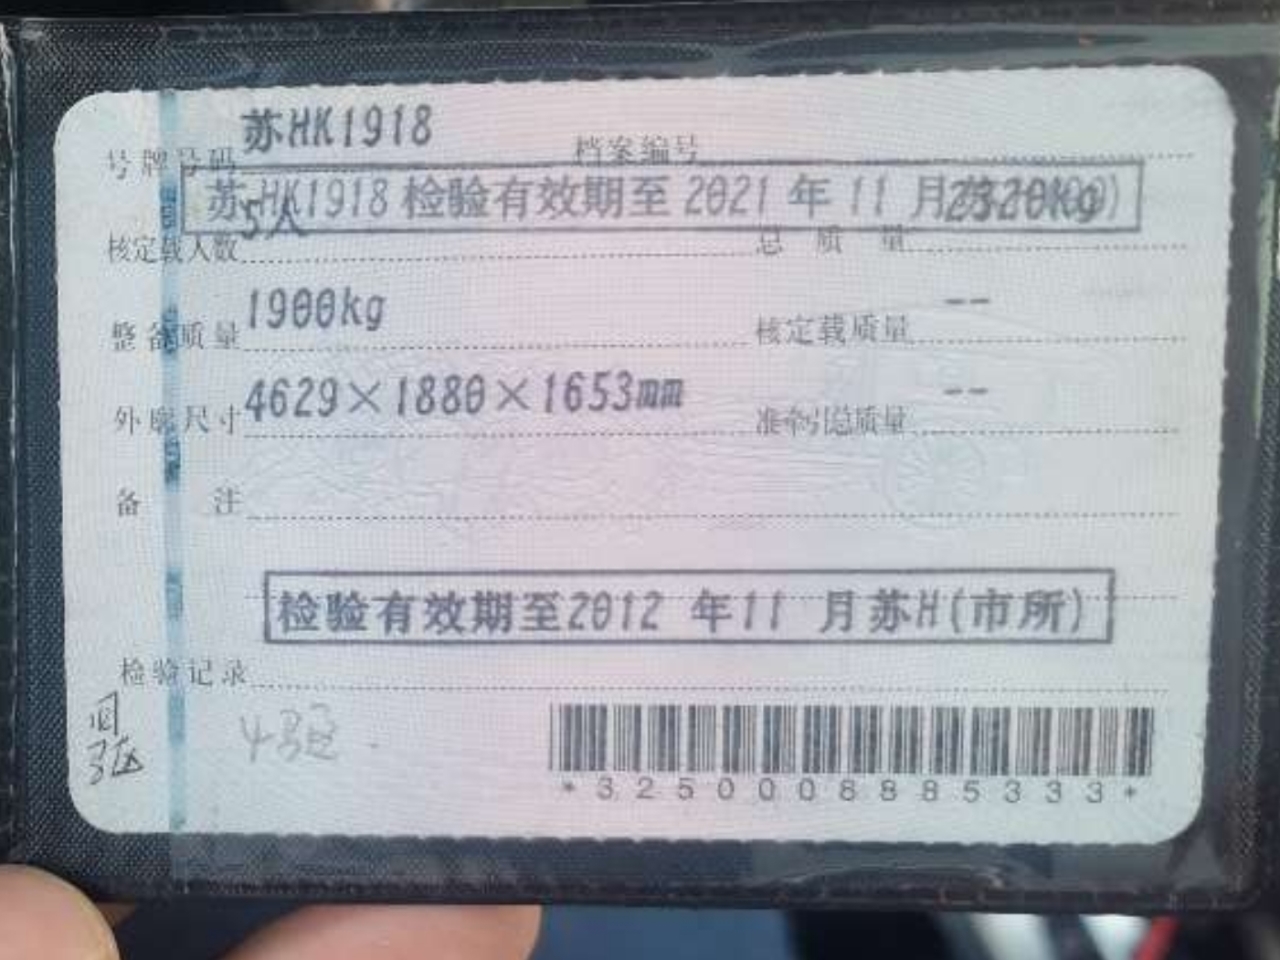 号牌号码 苏HK1918 档案编号
苏HK1918 检验有效期至 2021 年 11 月
核定载人数 5人 总质量
整备质量 1900kg 核定载质量 --
外廓尺寸 4629×1880×1653mm 准牵引总质量 --
备注
检验有效期至2012 年11 月苏H(市所)
检验记录
*32500008885333*